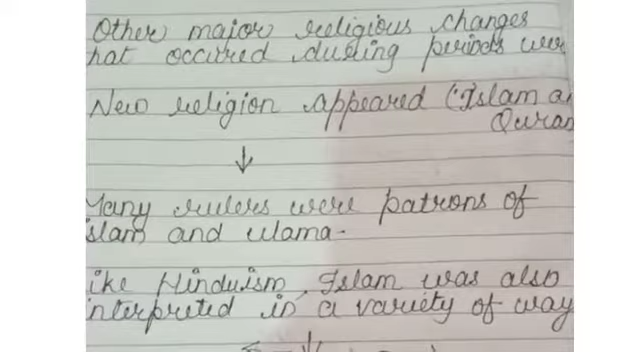 Other major religious changes
hat occured during periods wer
New religion appeared (Islam a
Quran
↓
Many rulers were patrons of
slam and ulama-
ike Hinduism, Islam was also
interpreted in a variety of way